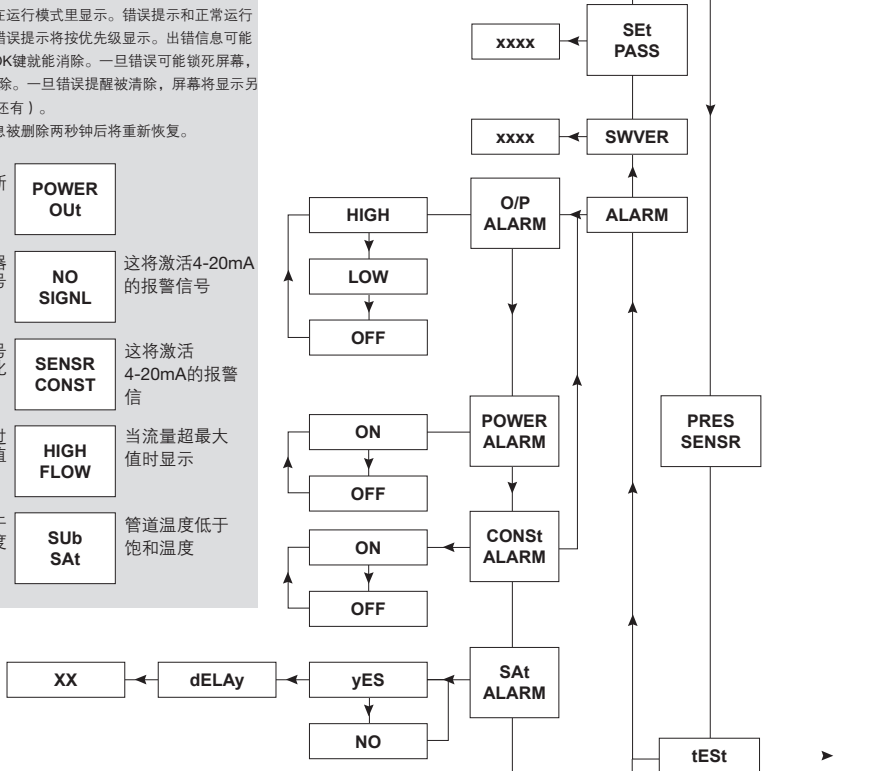 在运行模式里显示。错误提示和正常运行
错误提示将按优先级显示。出错信息可能
OK键就能消除。一旦错误可能锁死屏幕，
除。一旦错误提醒被清除，屏幕将显示另
还有）。
息被删除两秒钟后将重新恢复。
POWER
OUt
NO
SIGNL
这将激活4-20mA
的报警信号
SENSR
CONST
这将激活
4-20mA的报警
信
HIGH
FLOW
当流量超最大
值时显示
SUb
SAt
管道温度低于
饱和温度
xxxx
SEt
PASS
xxxx
SWVER
HIGH
O/P
ALARM
ALARM
LOW
OFF
ON
POWER
ALARM
PRES
SENSR
OFF
ON
CONSt
ALARM
OFF
XX
dELAy
yES
SAt
ALARM
NO
tESt